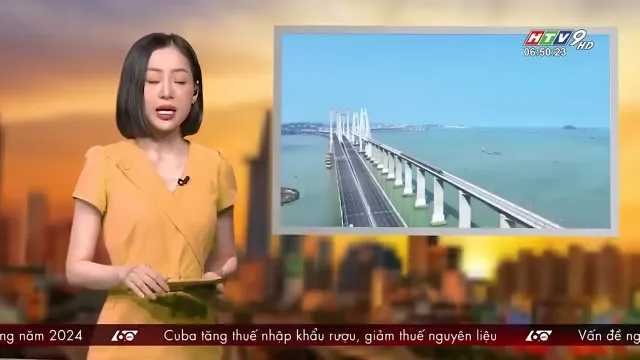 HTV9 HD
06:50:23
ng năm 2024 60 Cuba tăng thuế nhập khẩu rượu, giảm thuế nguyên liệu 60 Vấn đề ng